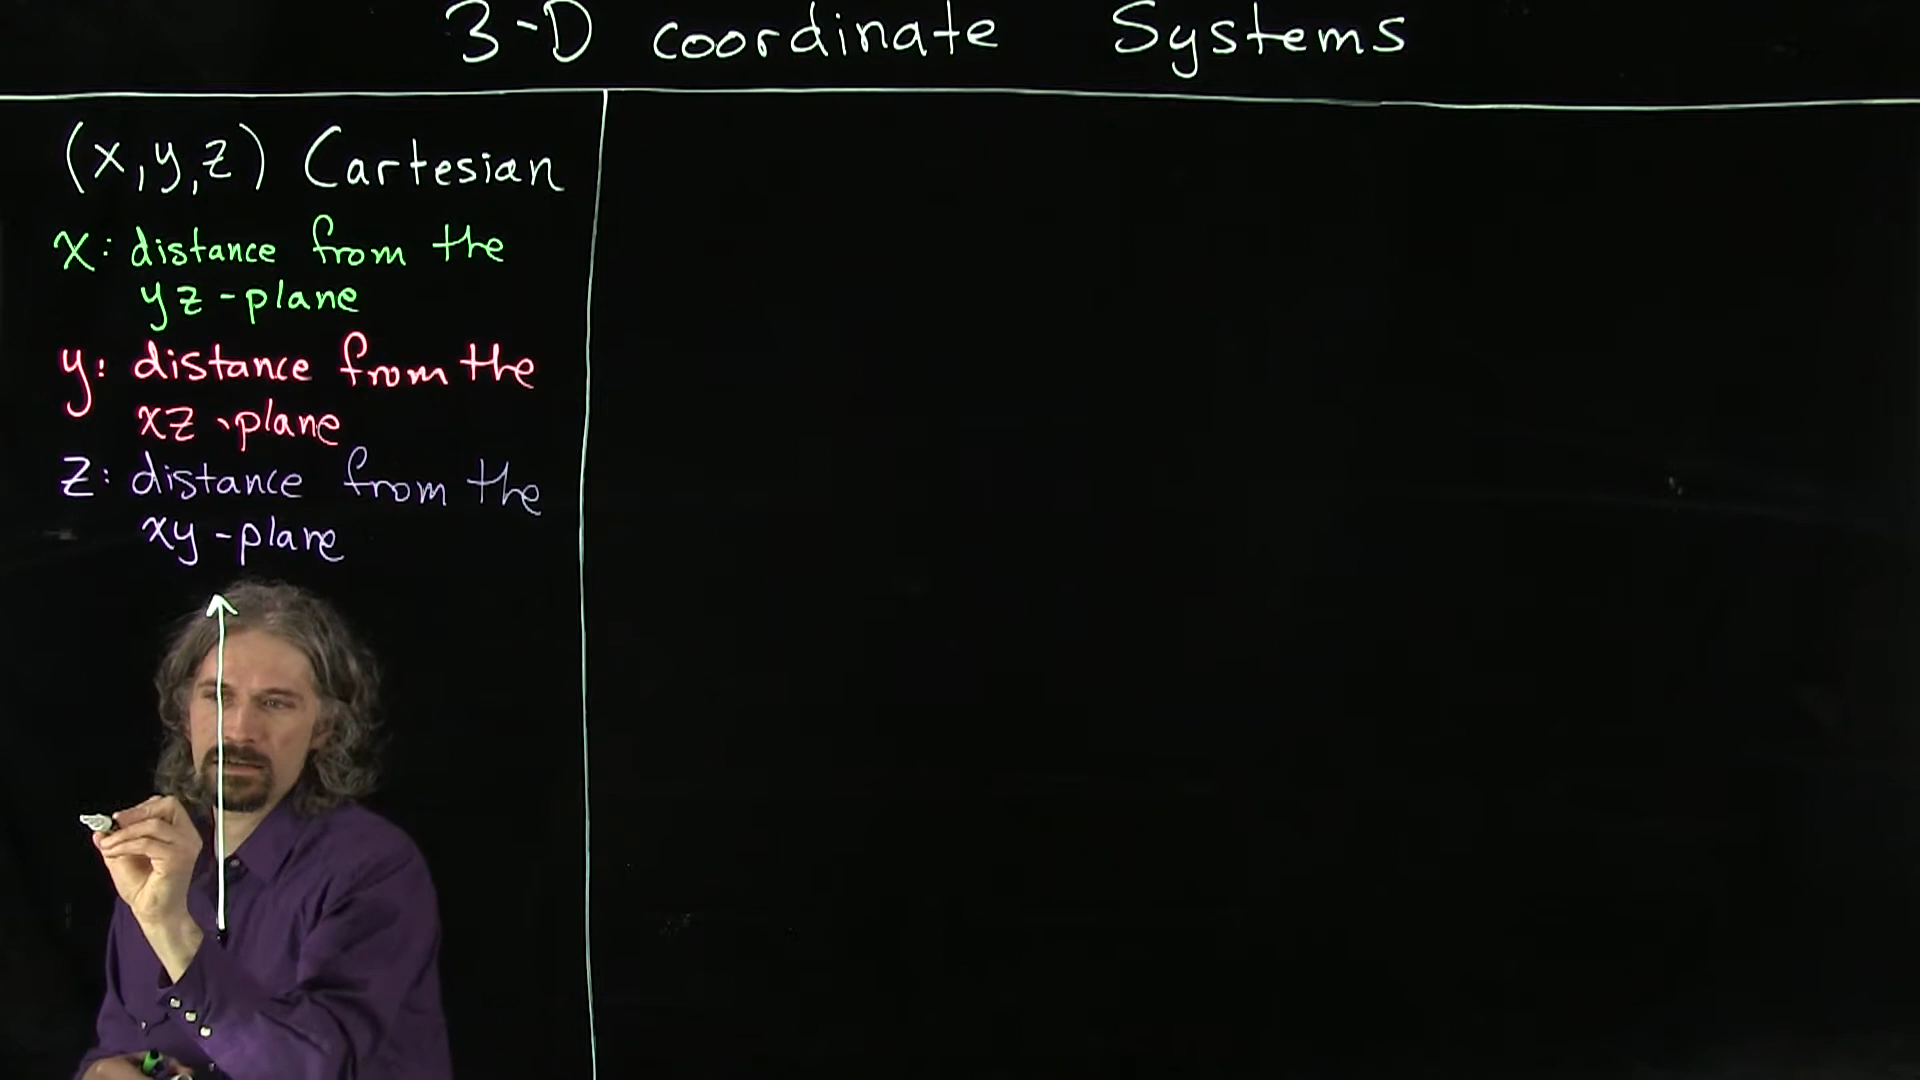 3-D coordinate Systems
(x,y,z) Cartesian
x: distance from the
yz-plane
y: distance from the
xz-plane
z: distance from the
xy-plane